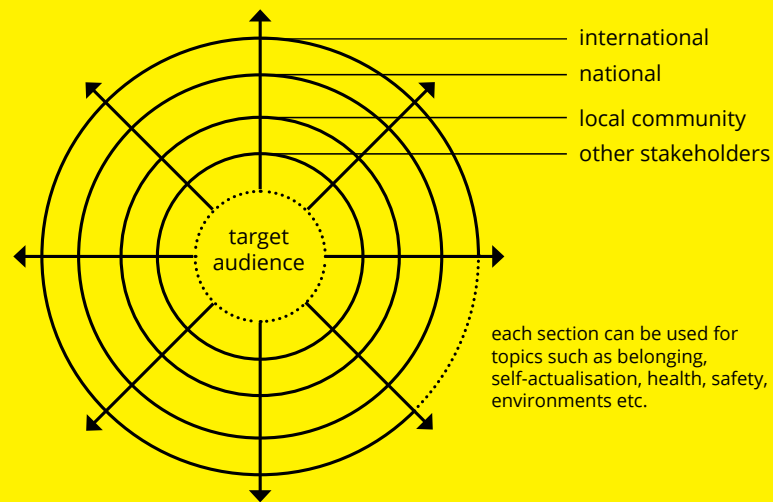 international
national
local community
other stakeholders
target
audience
each section can be used for
topics such as belonging,
self-actualisation, health, safety,
environments etc.